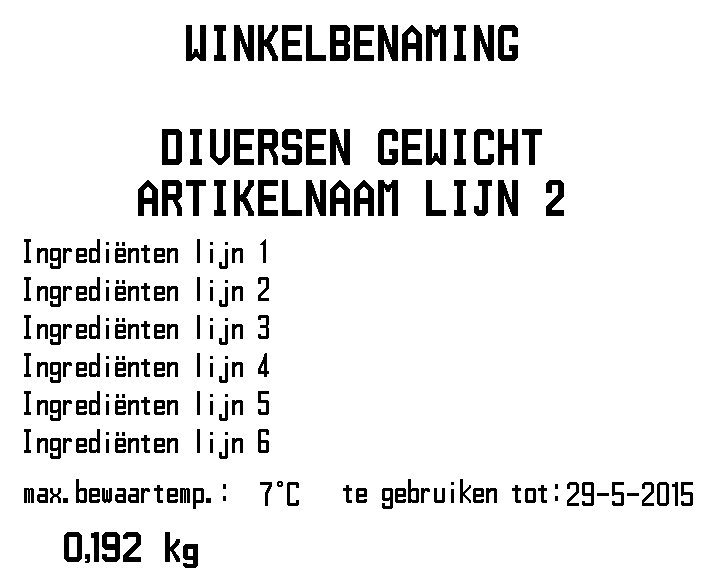 WINKELBENAMING
DIVERSEN GEWICHT
ARTIKELNAAM LIJN 2
Ingrediënten lijn 1
Ingrediënten lijn 2
Ingrediënten lijn 3
Ingrediënten lijn 4
Ingrediënten lijn 5
Ingrediënten lijn 6
max.bewaartemp.: 7°C te gebruiken tot:29-5-2015
0,192 kg